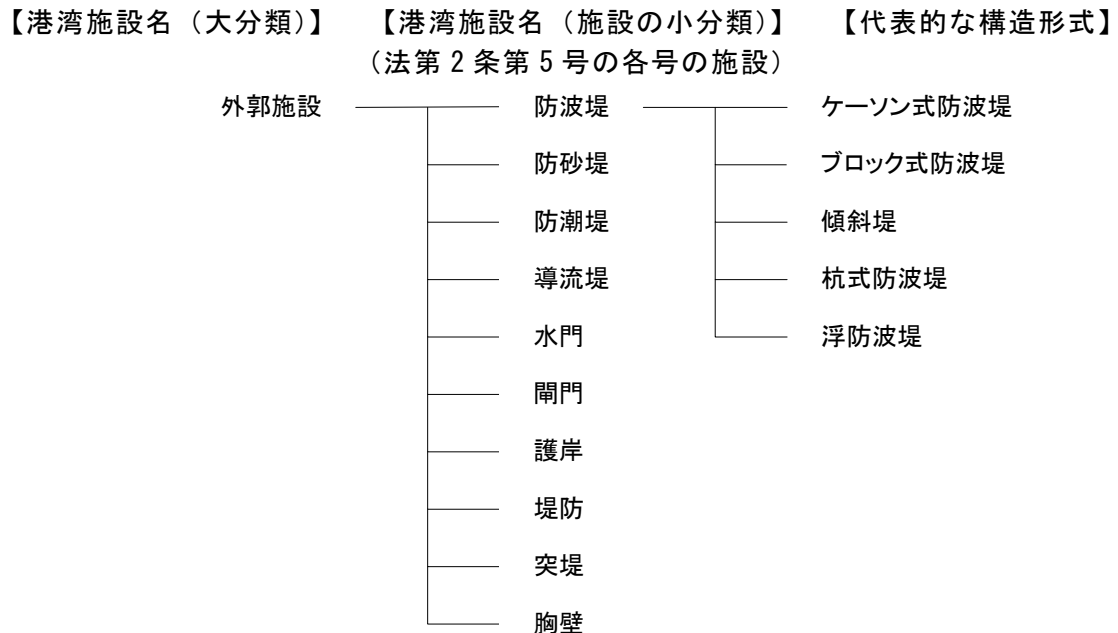 【港湾施設名（大分類）】 【港湾施設名（施設の小分類）】 【代表的な構造形式】
（法第２条第５号の各号の施設）
外郭施設 防波堤 ケーソン式防波堤
防砂堤 ブロック式防波堤
防潮堤 傾斜堤
導流堤 杭式防波堤
水門 浮防波堤
閘門
護岸
堤防
突堤
胸壁